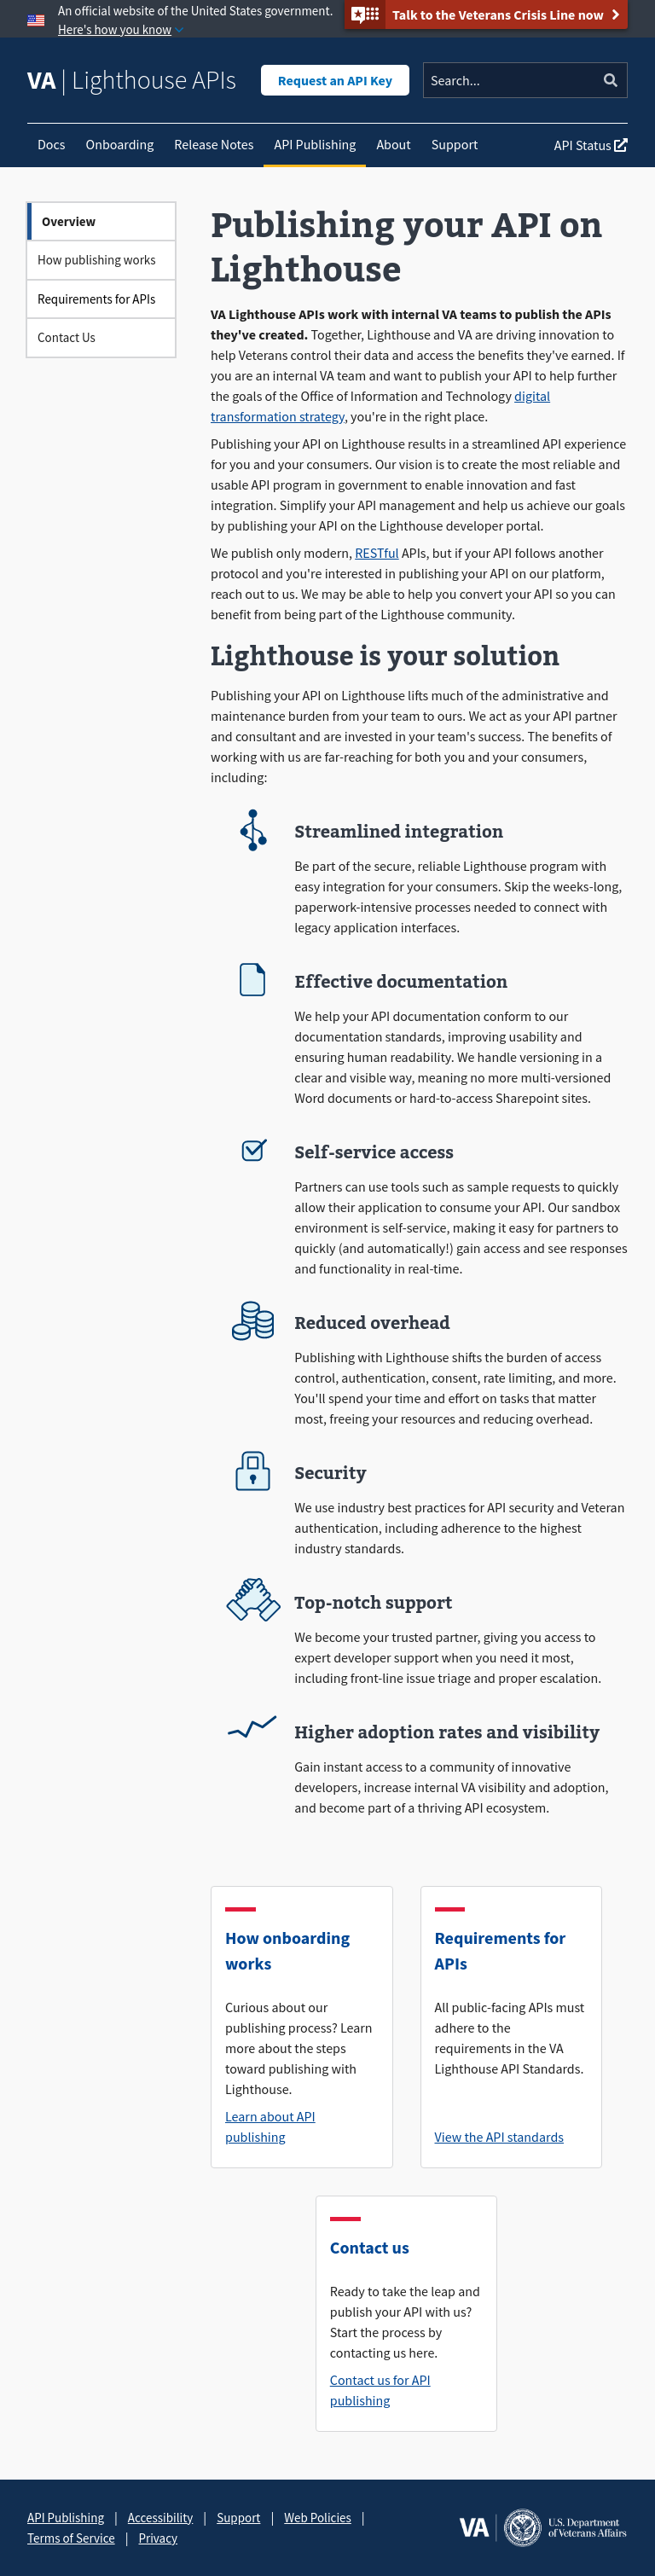 An official website of the United States government.
Here's how you know
Talk to the Veterans Crisis Line now
VA | Lighthouse APIs
Request an API Key
Search...
Docs Onboarding Release Notes API Publishing About Support API Status
Overview
How publishing works
Requirements for APIs
Contact Us
Publishing your API on
Lighthouse
VA Lighthouse APIs work with internal VA teams to publish the APIs
they've created. Together, Lighthouse and VA are driving innovation to
help Veterans control their data and access the benefits they've earned. If
you are an internal VA team and want to publish your API to help further
the goals of the Office of Information and Technology digital
transformation strategy, you're in the right place.
Publishing your API on Lighthouse results in a streamlined API experience
for you and your consumers. Our vision is to create the most reliable and
usable API program in government to enable innovation and fast
integration. Simplify your API management and help us achieve our goals
by publishing your API on the Lighthouse developer portal.
We publish only modern, RESTful APIs, but if your API follows another
protocol and you're interested in publishing your API on our platform,
reach out to us. We may be able to help you convert your API so you can
benefit from being part of the Lighthouse community.
Lighthouse is your solution
Publishing your API on Lighthouse lifts much of the administrative and
maintenance burden from your team to ours. We act as your API partner
and consultant and are invested in your team's success. The benefits of
working with us are far-reaching for both you and your consumers,
including:
Streamlined integration
Be part of the secure, reliable Lighthouse program with
easy integration for your consumers. Skip the weeks-long,
paperwork-intensive processes needed to connect with
legacy application interfaces.
Effective documentation
We help your API documentation conform to our
documentation standards, improving usability and
ensuring human readability. We handle versioning in a
clear and visible way, meaning no more multi-versioned
Word documents or hard-to-access Sharepoint sites.
Self-service access
Partners can use tools such as sample requests to quickly
allow their application to consume your API. Our sandbox
environment is self-service, making it easy for partners to
quickly (and automatically!) gain access and see responses
and functionality in real-time.
Reduced overhead
Publishing with Lighthouse shifts the burden of access
control, authentication, consent, rate limiting, and more.
You'll spend your time and effort on tasks that matter
most, freeing your resources and reducing overhead.
Security
We use industry best practices for API security and Veteran
authentication, including adherence to the highest
industry standards.
Top-notch support
We become your trusted partner, giving you access to
expert developer support when you need it most,
including front-line issue triage and proper escalation.
Higher adoption rates and visibility
Gain instant access to a community of innovative
developers, increase internal VA visibility and adoption,
and become part of a thriving API ecosystem.
How onboarding
works
Curious about our
publishing process? Learn
more about the steps
toward publishing with
Lighthouse.
Learn about API
publishing
Requirements for
APIs
All public-facing APIs must
adhere to the
requirements in the VA
Lighthouse API Standards.
View the API standards
Contact us
Ready to take the leap and
publish your API with us?
Start the process by
contacting us here.
Contact us for API
publishing
API Publishing | Accessibility | Support | Web Policies |
Terms of Service | Privacy
VA
U.S. Department
of Veterans Affairs